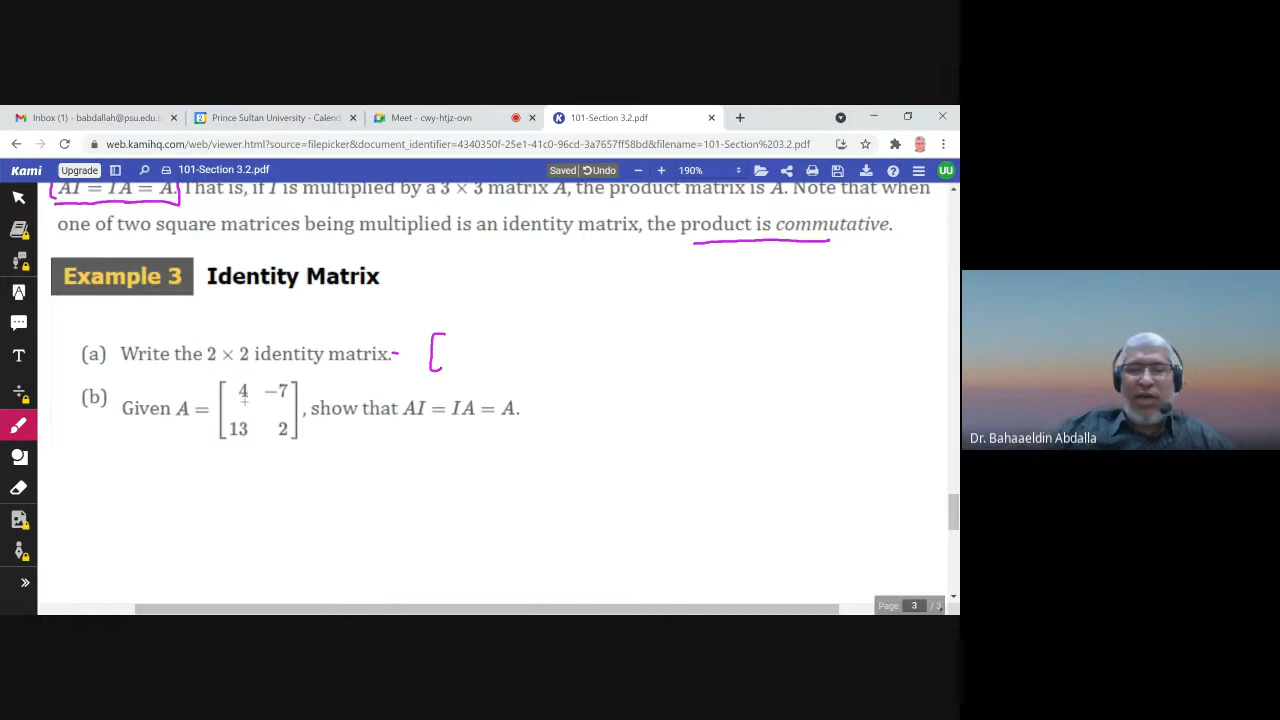 Inbox (1) - babdallah@psu.edu.s
Prince Sultan University - Calend
Meet - cwy-htjz-ovn
101-Section 3.2.pdf
web.kamihq.com/web/viewer.html?source=filepicker&document_identifier=4340350f-25e1-41c0-96cd-3a7657ff58bd&filename=101-Section%203.2.pdf
Kami
Upgrade
101-Section 3.2.pdf
Saved
Undo
190%
UU
AI = IA = A. That is, if I is multiplied by a 3 × 3 matrix A, the product matrix is A. Note that when
one of two square matrices being multiplied is an identity matrix, the product is commutative.
Example 3 Identity Matrix
(a) Write the 2 × 2 identity matrix.- [
(b) Given A = [ 4 −7
13 2 ], show that AI = IA = A.
Dr. Bahaaeldin Abdalla
Page 3 / 3